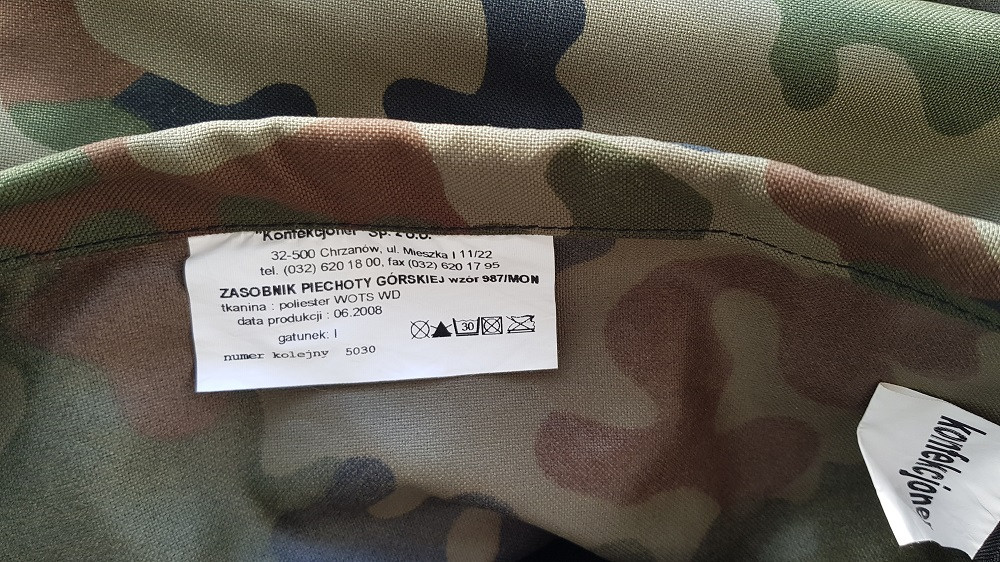 "Konfekcjoner" Sp. z o.o.
32-500 Chrzanów, ul. Mieszka I 11/22
tel. (032) 620 18 00, fax (032) 620 17 95
ZASOBNIK PIECHOTY GÓRSKIEJ wzór 987/MON
tkanina : poliester WOTS WD
data produkcji : 06.2008
gatunek: I
30
numer kolejny 5030
konfekcjoner